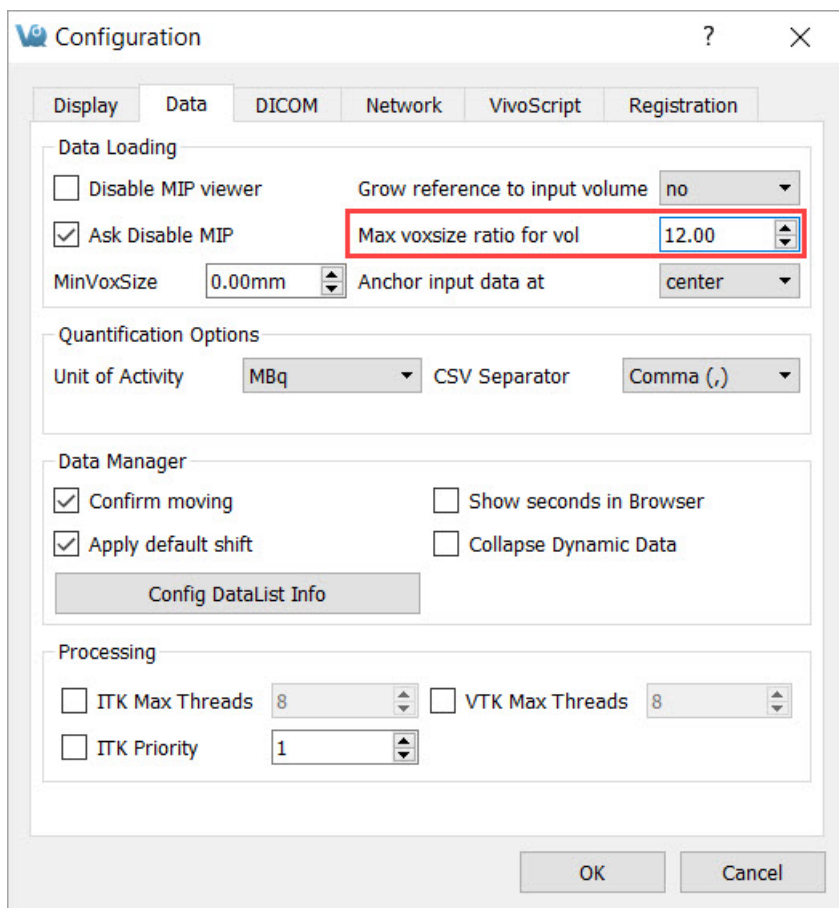 VQ Configuration ?
Display Data DICOM Network VivoScript Registration
Data Loading
Disable MIP viewer Grow reference to input volume no
Ask Disable MIP Max voxsize ratio for vol 12.00
MinVoxSize 0.00mm Anchor input data at center
Quantification Options
Unit of Activity MBq CSV Separator Comma (,)
Data Manager
Confirm moving Show seconds in Browser
Apply default shift Collapse Dynamic Data
Config DataList Info
Processing
ITK Max Threads 8 VTK Max Threads 8
ITK Priority 1
OK Cancel